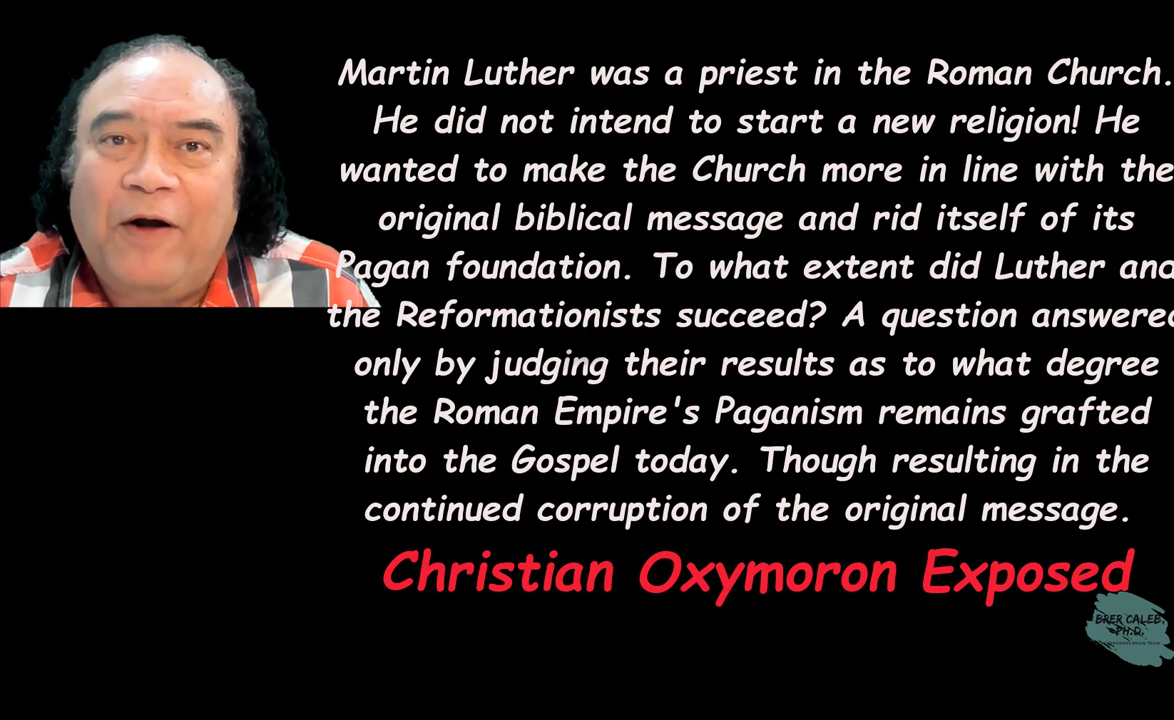 Martin Luther was a priest in the Roman Church.
He did not intend to start a new religion! He
wanted to make the Church more in line with the
original biblical message and rid itself of its
Pagan foundation. To what extent did Luther and
the Reformationists succeed? A question answered
only by judging their results as to what degree
the Roman Empire's Paganism remains grafted
into the Gospel today. Though resulting in the
continued corruption of the original message.
Christian Oxymoron Exposed
BRER CALEB,
PH.D.